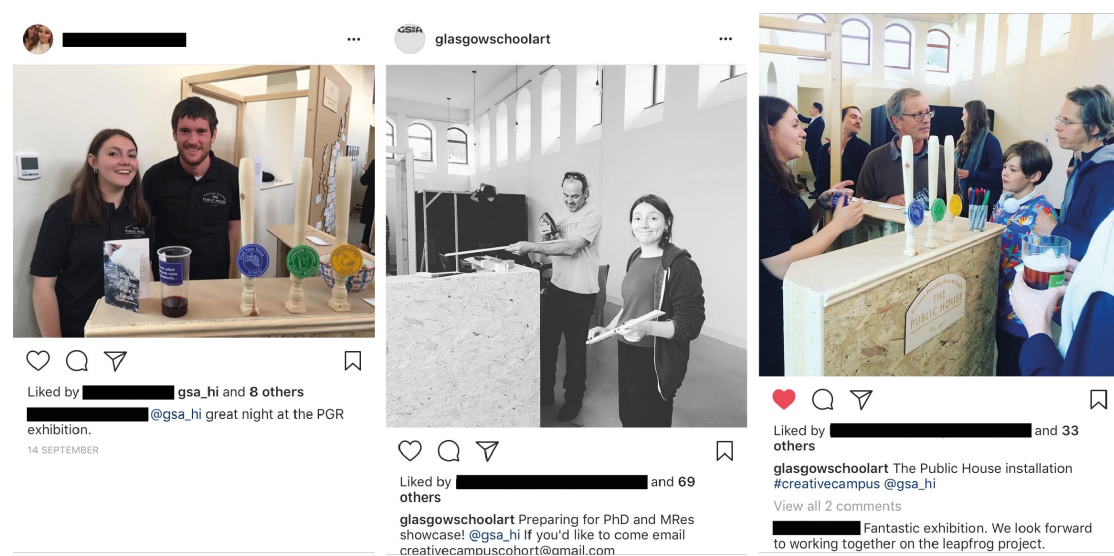 gsa_hi and 8 others
@gsa_hi great night at the PGR
exhibition.
14 SEPTEMBER
GSA
glasgowschoolart
Liked by
Liked by and 69
others
glasgowschoolart Preparing for PhD and MRes
showcase! @gsa_hi If you'd like to come email
creativecampuscohort@gmail.com
THE
PUBLIC HOUSE
Liked by and 33
others
glasgowschoolart The Public House installation
#creativecampus @gsa_hi
View all 2 comments
Fantastic exhibition. We look forward
to working together on the leapfrog project.